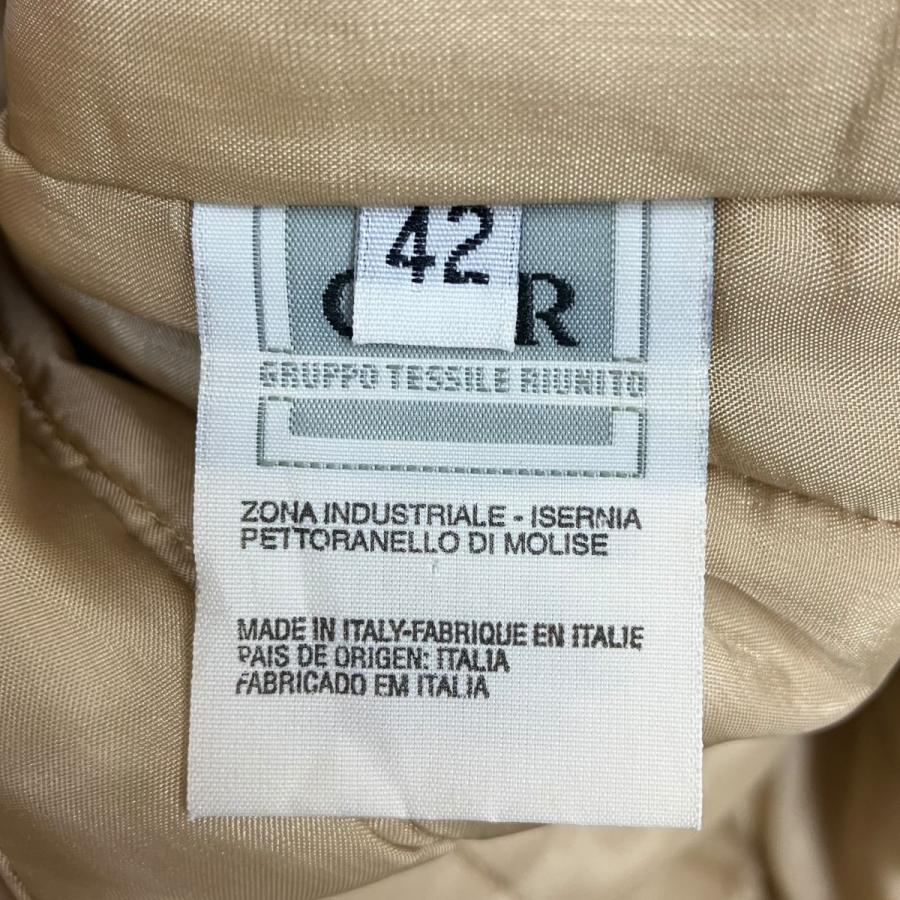 42
GRUPPO TESSILE RIUNITO
ZONA INDUSTRIALE - ISERNIA
PETTORANELLO DI MOLISE
MADE IN ITALY-FABRIQUE EN ITALIE
PAIS DE ORIGEN: ITALIA
FABRICADO EM ITALIA